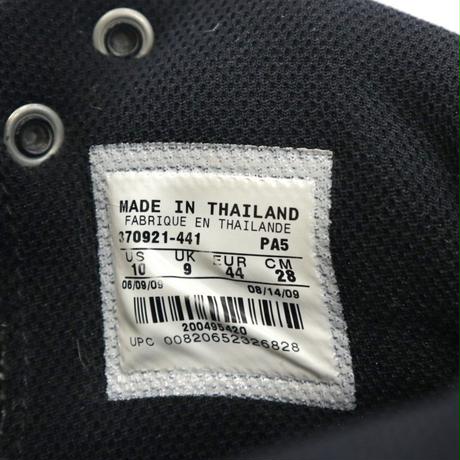 MADE IN THAILAND
FABRIQUE EN THAILANDE
370921-441 PA5
US UK EUR CM
10 9 44 28
06/09/09 08/14/09
200495420
UPC 00820652326828